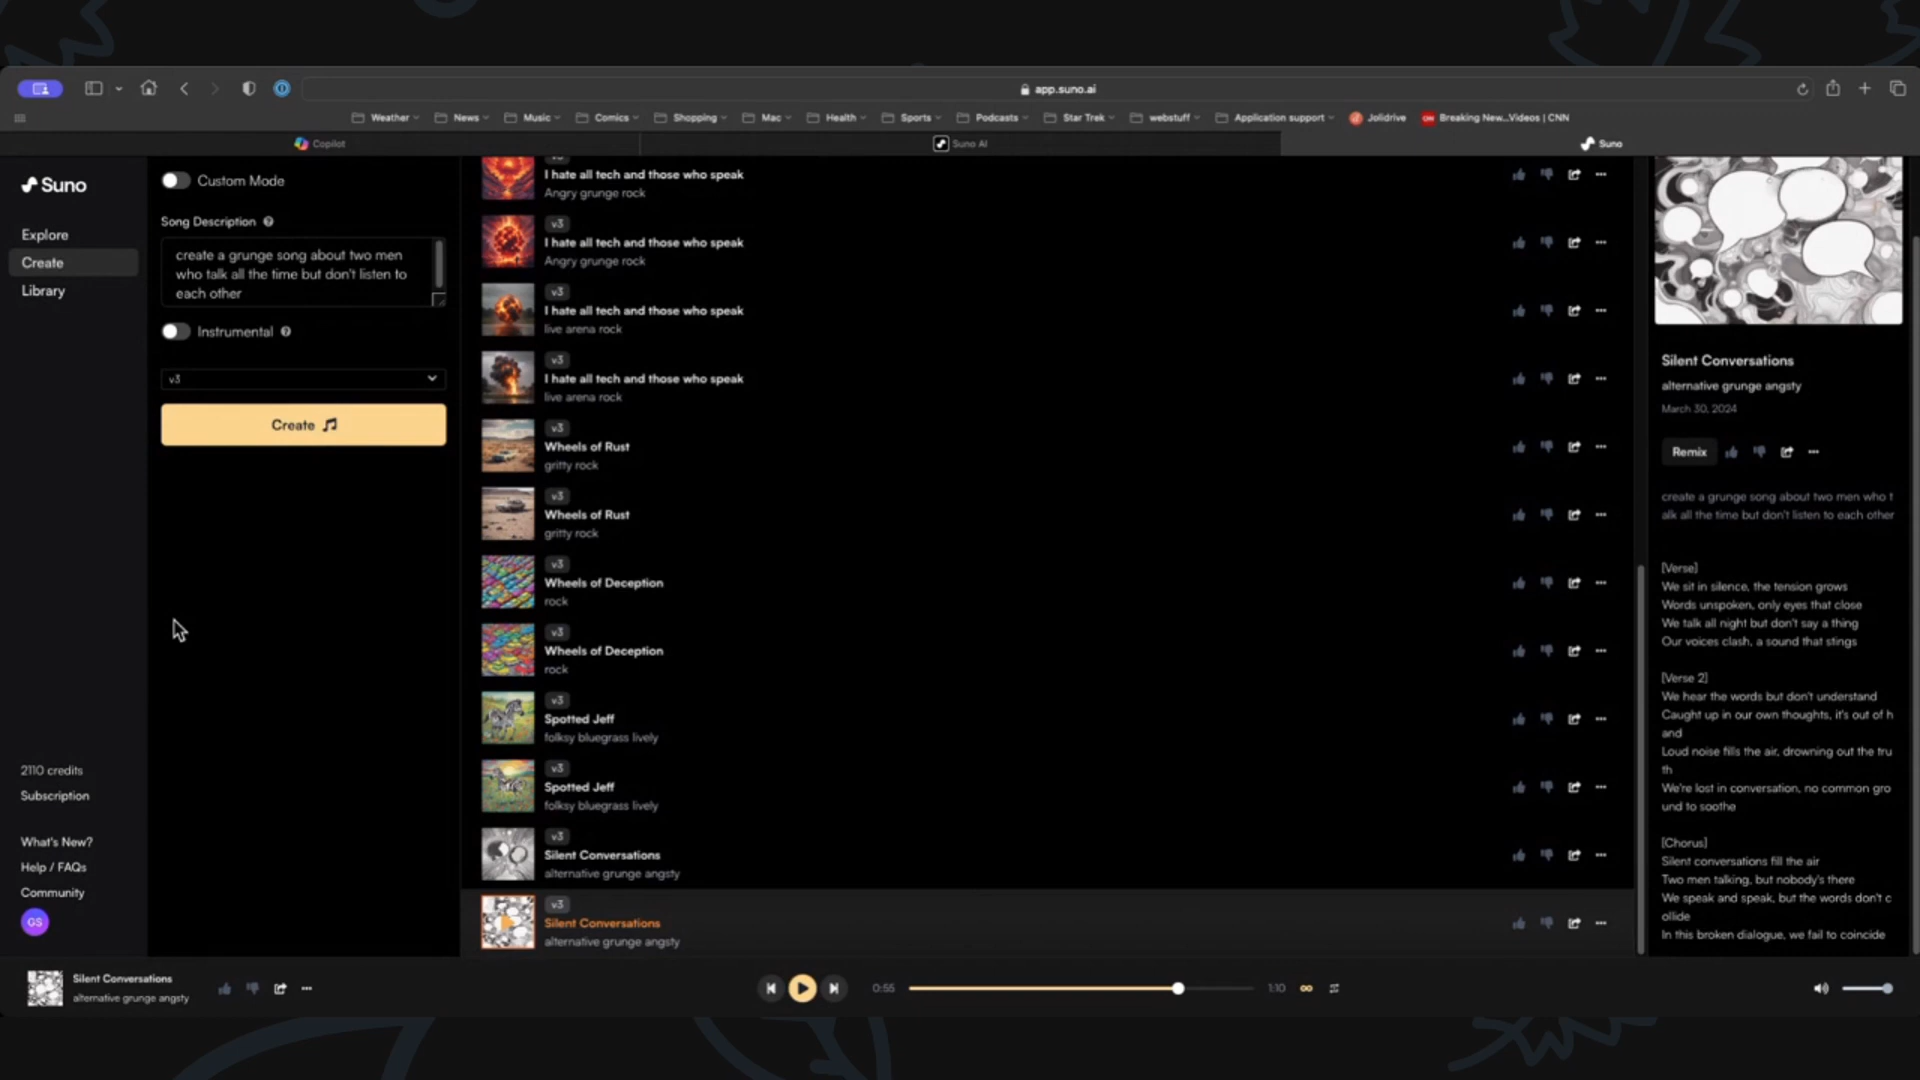 app.suno.ai
Weather
News
Music
Comics
Shopping
Mac
Health
Sports
Podcasts
Star Trek
webstuff
Application support
Jolidrive
Breaking New...Videos | CNN
Copilot
Suno AI
Suno
Suno
Explore
Create
Library
2110 credits
Subscription
What's New?
Help / FAQs
Community
GS
Custom Mode
Song Description
create a grunge song about two men
who talk all the time but don't listen to
each other
Instrumental
v3
Create
I hate all tech and those who speak
Angry grunge rock
v3
I hate all tech and those who speak
Angry grunge rock
v3
I hate all tech and those who speak
live arena rock
v3
I hate all tech and those who speak
live arena rock
v3
Wheels of Rust
gritty rock
v3
Wheels of Rust
gritty rock
v3
Wheels of Deception
rock
v3
Wheels of Deception
rock
v3
Spotted Jeff
folksy bluegrass lively
v3
Spotted Jeff
folksy bluegrass lively
v3
Silent Conversations
alternative grunge angsty
v3
Silent Conversations
alternative grunge angsty
Silent Conversations
alternative grunge angsty
March 30, 2024
Remix
create a grunge song about two men who t
alk all the time but don't listen to each other
[Verse]
We sit in silence, the tension grows
Words unspoken, only eyes that close
We talk all night but don't say a thing
Our voices clash, a sound that stings
[Verse 2]
We hear the words but don't understand
Caught up in our own thoughts, it's out of h
and
Loud noise fills the air, drowning out the tru
th
We're lost in conversation, no common gro
und to soothe
[Chorus]
Silent conversations fill the air
Two men talking, but nobody's there
We speak and speak, but the words don't c
ollide
In this broken dialogue, we fail to coincide
Silent Conversations
alternative grunge angsty
0:55
1:10